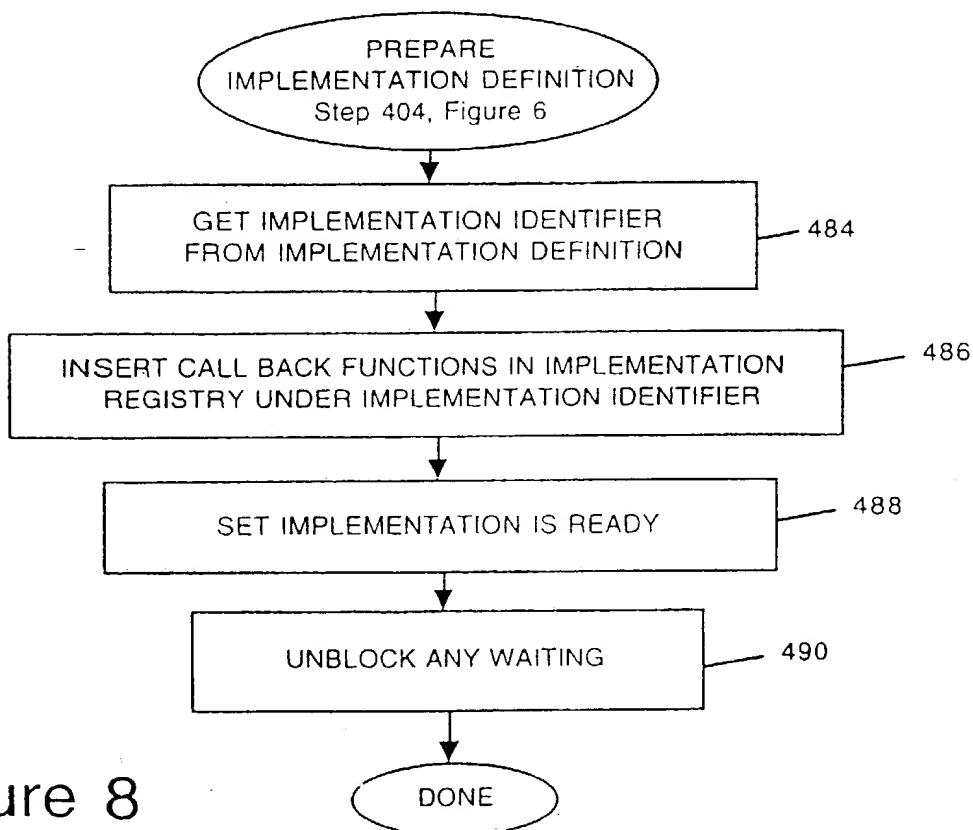 PREPARE
IMPLEMENTATION DEFINITION
Step 404, Figure 6
GET IMPLEMENTATION IDENTIFIER
FROM IMPLEMENTATION DEFINITION
484
INSERT CALL BACK FUNCTIONS IN IMPLEMENTATION
REGISTRY UNDER IMPLEMENTATION IDENTIFIER
486
SET IMPLEMENTATION IS READY
488
UNBLOCK ANY WAITING
490
DONE
ure 8